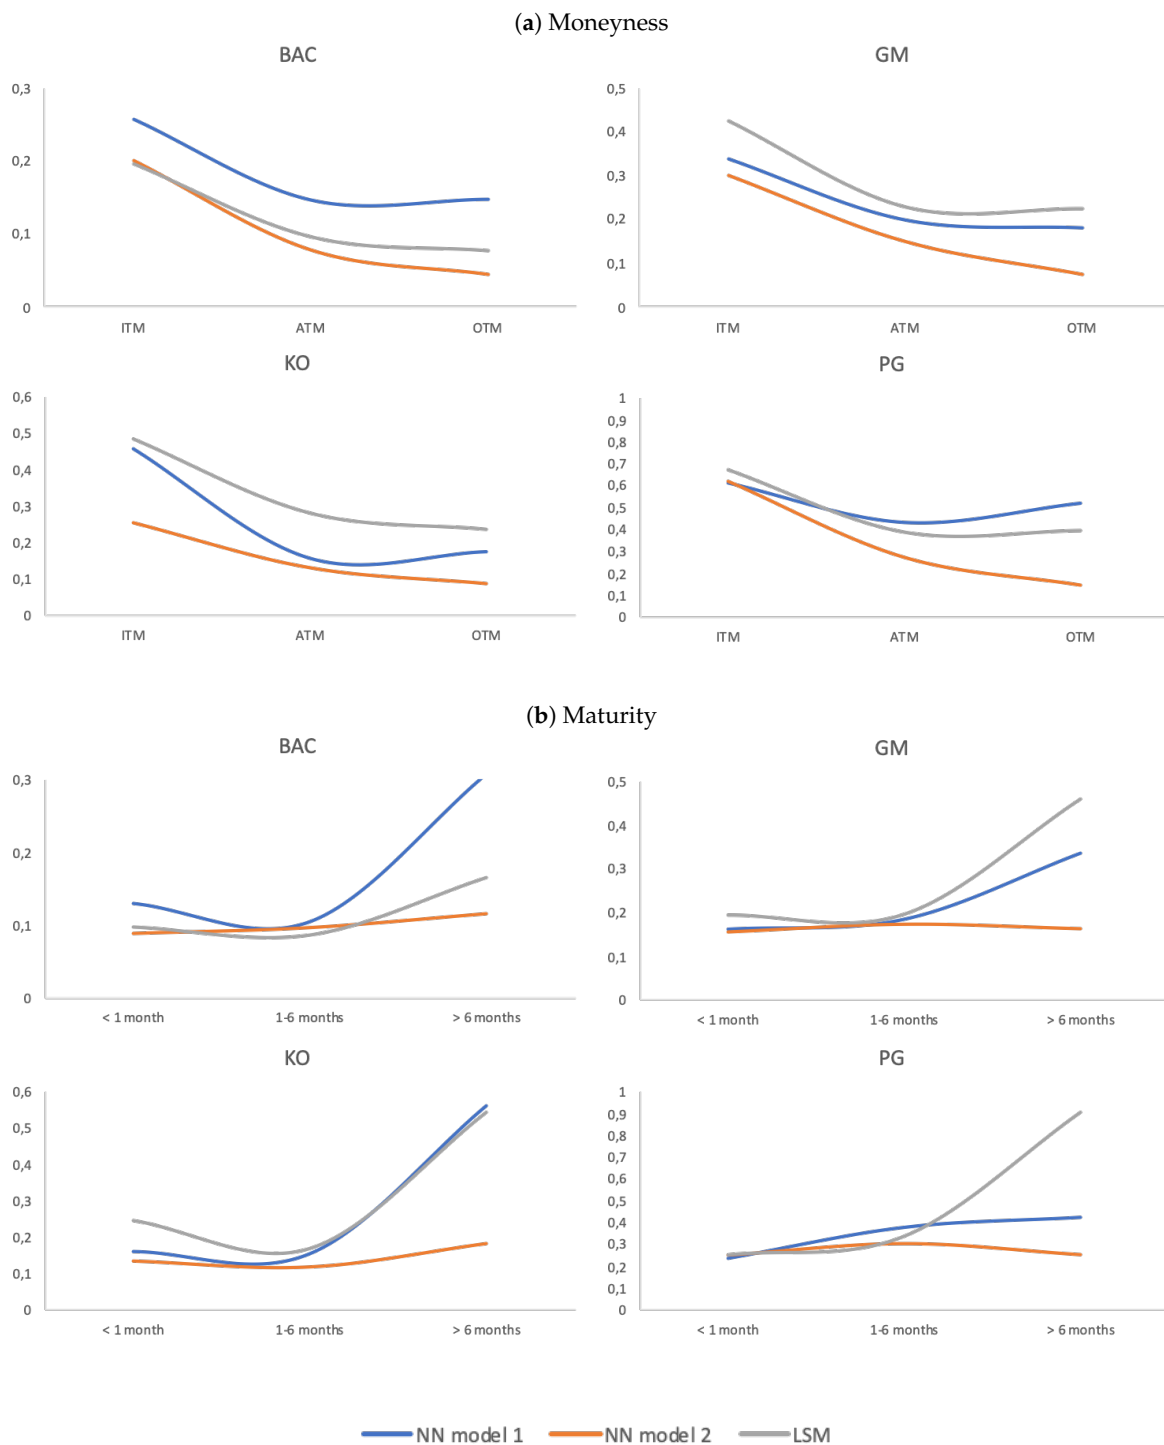 (a) Moneyness
BAC
0,3
0,2
0,1
0
ITM ATM OTM
GM
0,5
0,4
0,3
0,2
0,1
0
ITM ATM OTM
KO
0,6
0,5
0,4
0,3
0,2
0,1
0
ITM ATM OTM
PG
1
0,9
0,8
0,7
0,6
0,5
0,4
0,3
0,2
0,1
0
ITM ATM OTM
(b) Maturity
BAC
0,3
0,2
0,1
0
< 1 month 1-6 months > 6 months
GM
0,5
0,4
0,3
0,2
0,1
0
< 1 month 1-6 months > 6 months
KO
0,6
0,5
0,4
0,3
0,2
0,1
0
< 1 month 1-6 months > 6 months
PG
1
0,9
0,8
0,7
0,6
0,5
0,4
0,3
0,2
0,1
0
< 1 month 1-6 months > 6 months
NN model 1 NN model 2 LSM